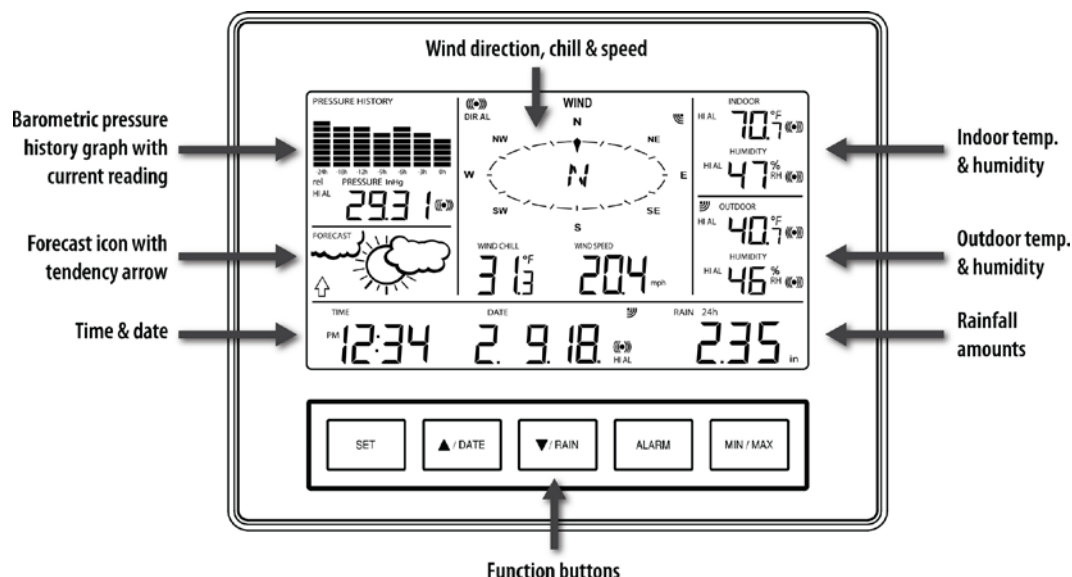 Wind direction, chill & speed
Barometric pressure
history graph with
current reading
Forecast icon with
tendency arrow
Time & date
PRESSURE HISTORY
-24h -18h -12h -9h -6h -3h 0h
rel PRESSURE inHg
HI AL 29.31
FORECAST
DIR AL
WIND
N
NW NE
W N E
SW SE
S
WIND CHILL WIND SPEED
31.3 °F 20.4 mph
INDOOR
HI AL 70.7 °F
HUMIDITY
HI AL 47 % RH
OUTDOOR
HI AL 40.7 °F
HUMIDITY
HI AL 46 % RH
TIME DATE RAIN 24h
PM 12:34 2. 9.18. HI AL 2.35 in
Indoor temp.
& humidity
Outdoor temp.
& humidity
Rainfall
amounts
SET ▲ / DATE ▼ / RAIN ALARM MIN / MAX
Function buttons